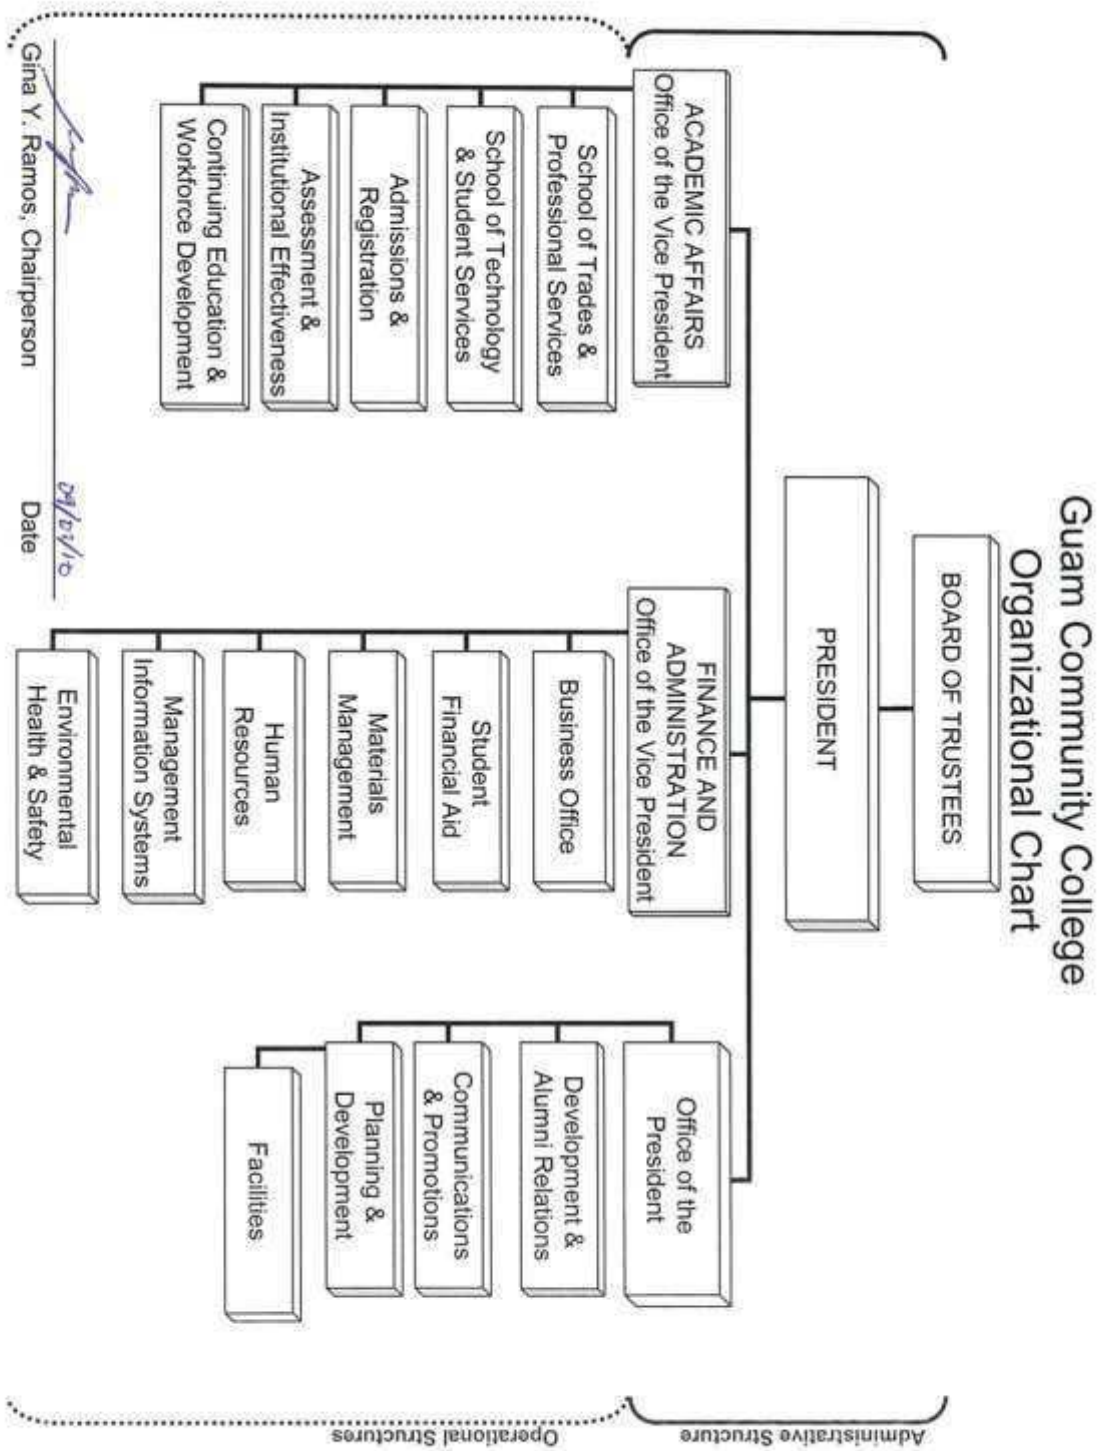 Guam Community College
Organizational Chart
BOARD OF TRUSTEES
PRESIDENT
ACADEMIC AFFAIRS
Office of the Vice President
School of Trades &
Professional Services
School of Technology
& Student Services
Admissions &
Registration
Assessment &
Institutional Effectiveness
Continuing Education &
Workforce Development
FINANCE AND
ADMINISTRATION
Office of the Vice President
Business Office
Student
Financial Aid
Materials
Management
Human
Resources
Management
Information Systems
Environmental
Health & Safety
Office of the
President
Development &
Alumni Relations
Communications
& Promotions
Planning &
Development
Facilities
Administrative Structure
Operational Structures
Gina Y. Ramos, Chairperson
Date